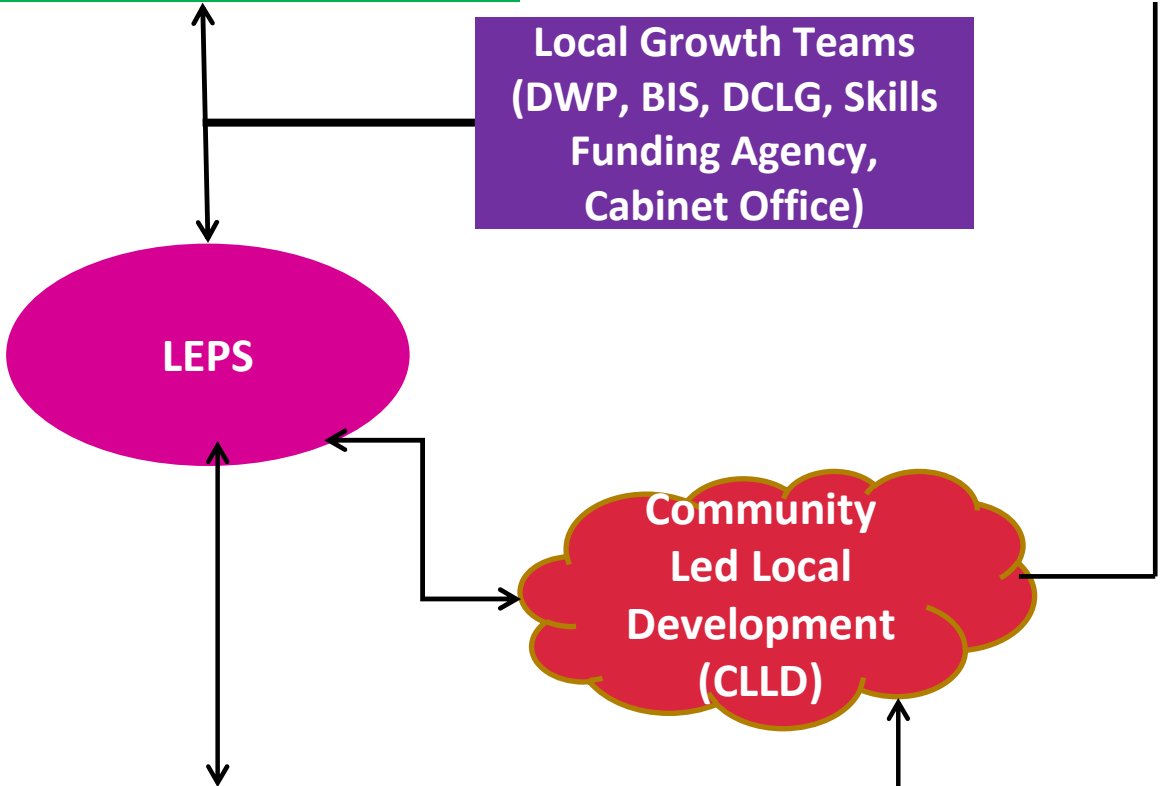 Local Growth Teams
(DWP, BIS, DCLG, Skills
Funding Agency,
Cabinet Office)
LEPS
Community
Led Local
Development
(CLLD)